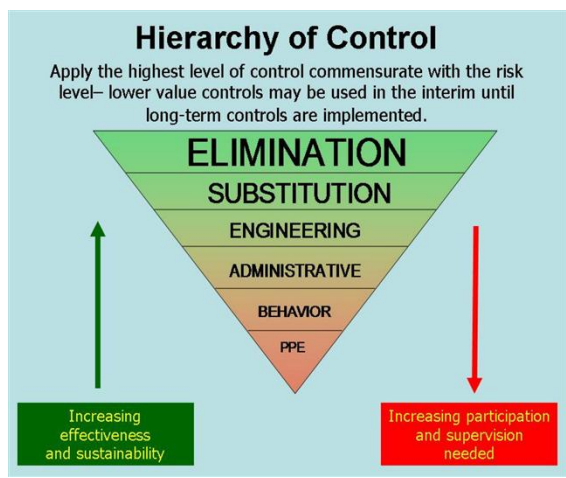 Hierarchy of Control
Apply the highest level of control commensurate with the risk
level– lower value controls may be used in the interim until
long-term controls are implemented.
ELIMINATION
SUBSTITUTION
ENGINEERING
ADMINISTRATIVE
BEHAVIOR
PPE
Increasing
effectiveness
and sustainability
Increasing participation
and supervision
needed